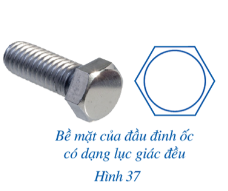 Bề mặt của đầu đinh ốc
có dạng lục giác đều
Hình 37